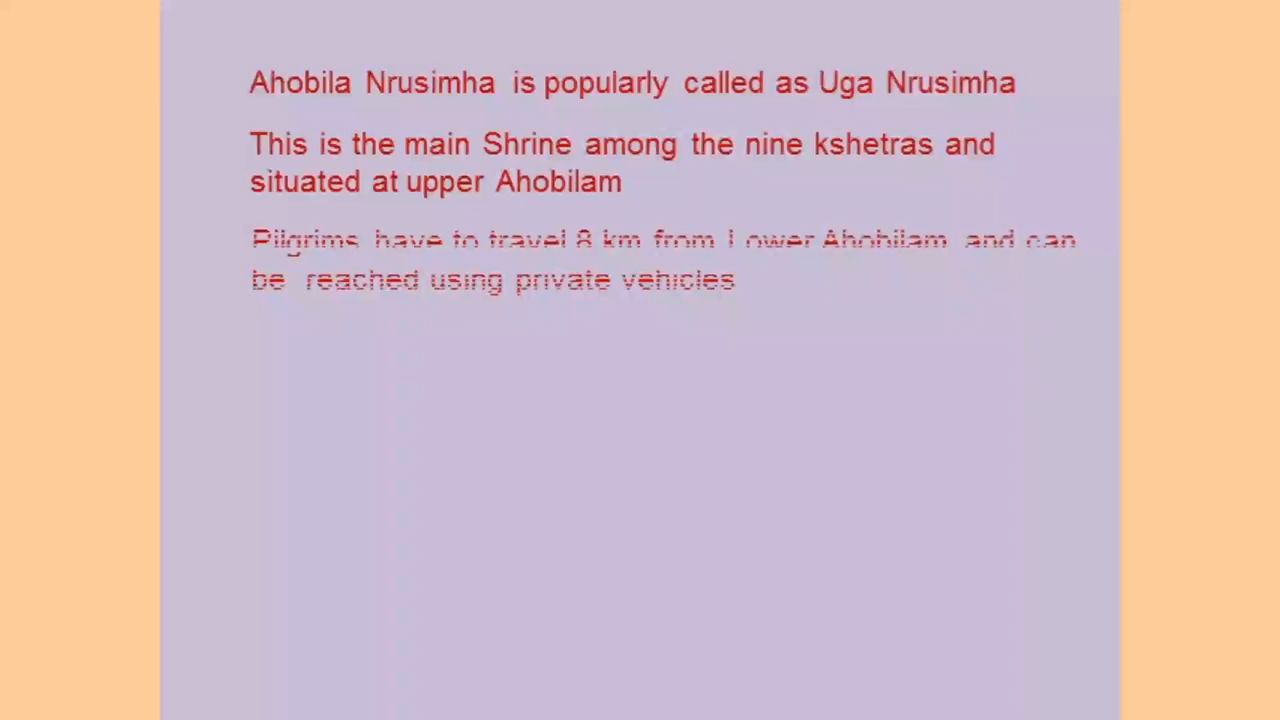 Ahobila Nrusimha is popularly called as Uga Nrusimha
This is the main Shrine among the nine kshetras and
situated at upper Ahobilam
Pilgrims have to travel 8 km from Lower Ahobilam and can
be reached using private vehicles